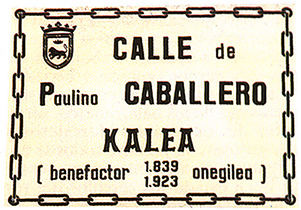 CALLE de
Paulino CABALLERO
KALEA
( benefactor 1.839 onegilea )
1.923